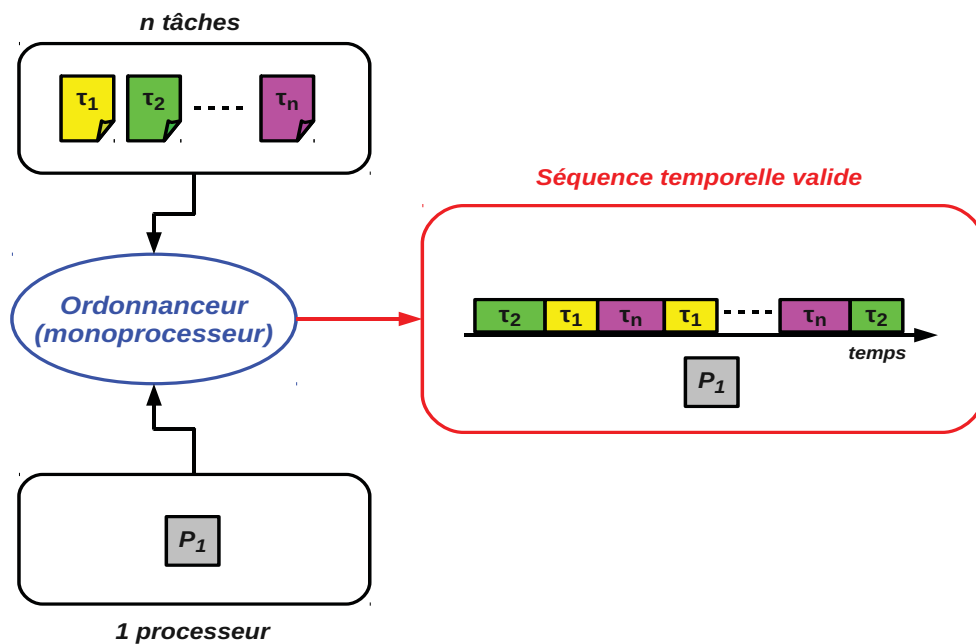 n tâches
τ1 τ2 τn
Séquence temporelle valide
Ordonnanceur
(monoprocesseur)
τ2 τ1 τn τ1 τn τ2
temps
P1
P1
1 processeur